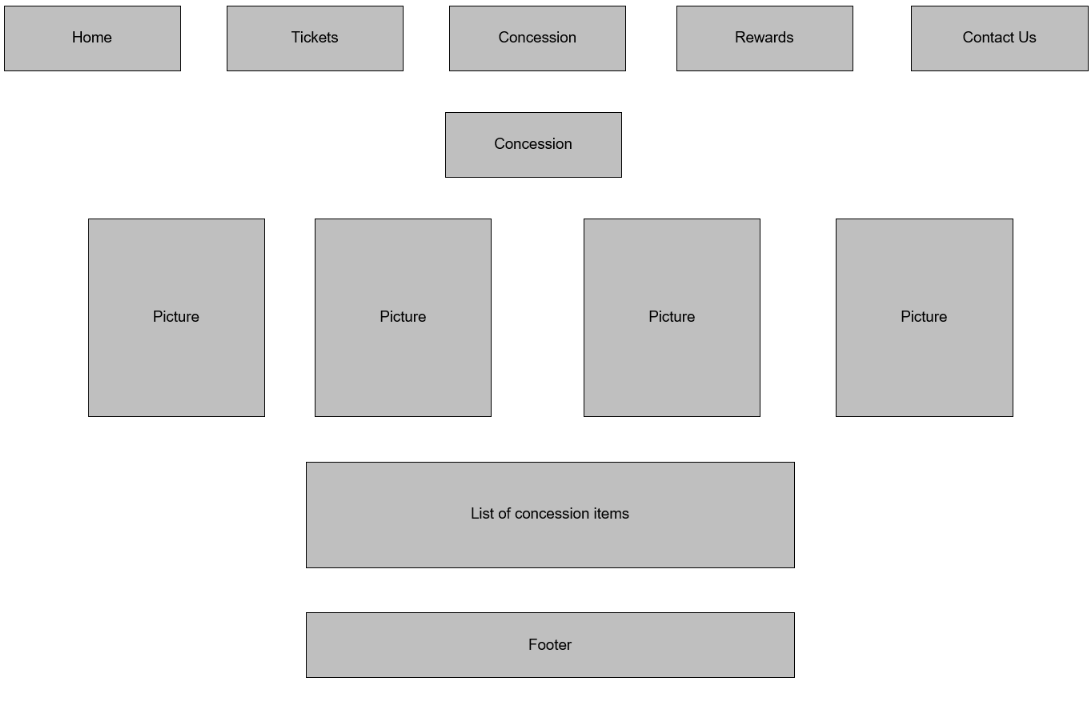 Home
Tickets
Concession
Rewards
Contact Us
Concession
Picture
Picture
Picture
Picture
List of concession items
Footer